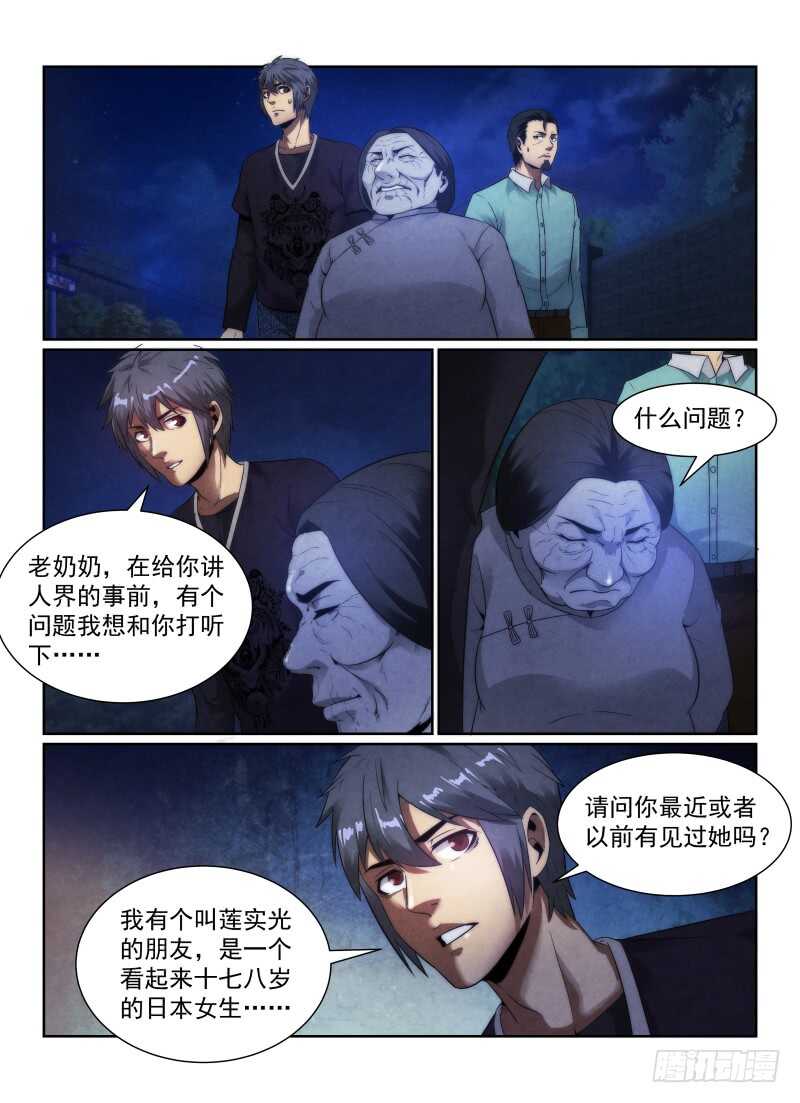 老奶奶，在给你讲
人界的事前，有个
问题我想和你打听
下……
什么问题？
我有个叫莲实光
的朋友，是一个
看起来十七八岁
的日本女生……
请问你最近或者
以前有见过她吗？
腾讯动漫